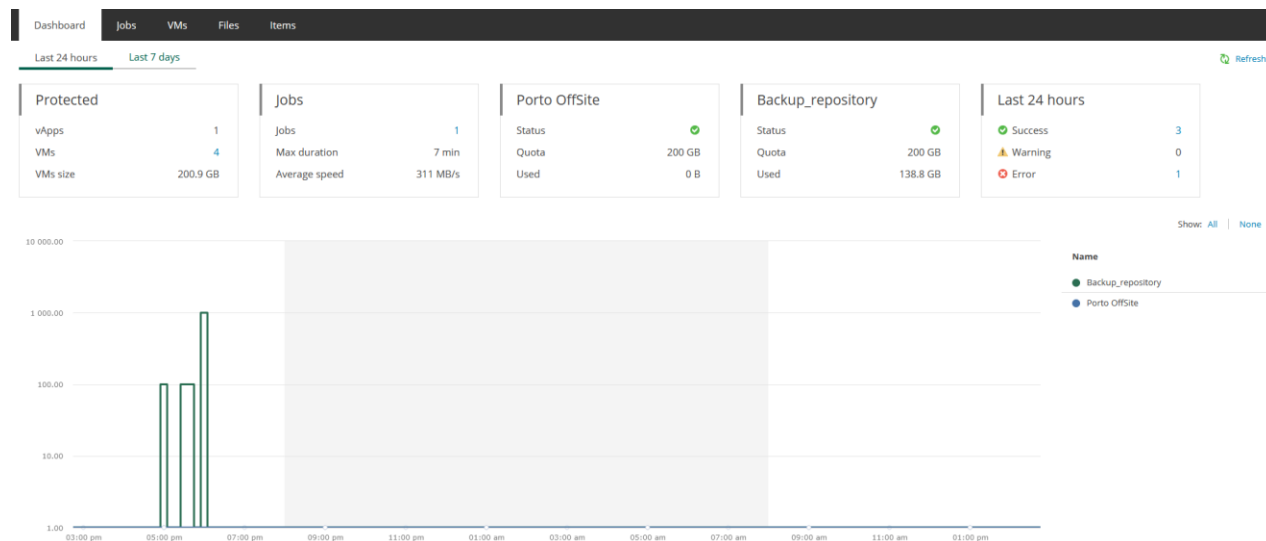 Dashboard Jobs VMs Files Items
Last 24 hours Last 7 days Refresh
Protected
vApps 1
VMs 4
VMs size 200.9 GB
Jobs
Jobs 1
Max duration 7 min
Average speed 311 MB/s
Porto OffSite
Status
Quota 200 GB
Used 0 B
Backup_repository
Status
Quota 200 GB
Used 138.8 GB
Last 24 hours
Success 3
Warning 0
Error 1
Show: All | None
10 000.00
1 000.00
100.00
10.00
1.00
03:00 pm 05:00 pm 07:00 pm 09:00 pm 11:00 pm 01:00 am 03:00 am 05:00 am 07:00 am 09:00 am 11:00 am 01:00 pm
Name
Backup_repository
Porto OffSite